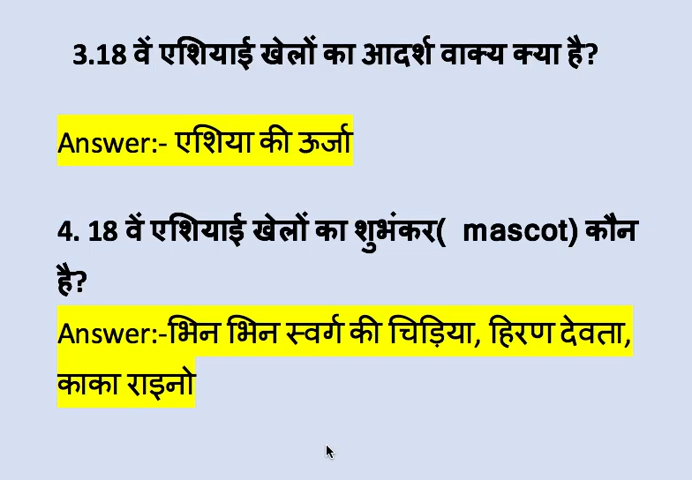 3.18 वें एशियाई खेलों का आदर्श वाक्य क्या है?
Answer:- एशिया की ऊर्जा
4. 18 वें एशियाई खेलों का शुभंकर( mascot) कौन
है?
Answer:-भिन भिन स्वर्ग की चिड़िया, हिरण देवता,
काका राइनो